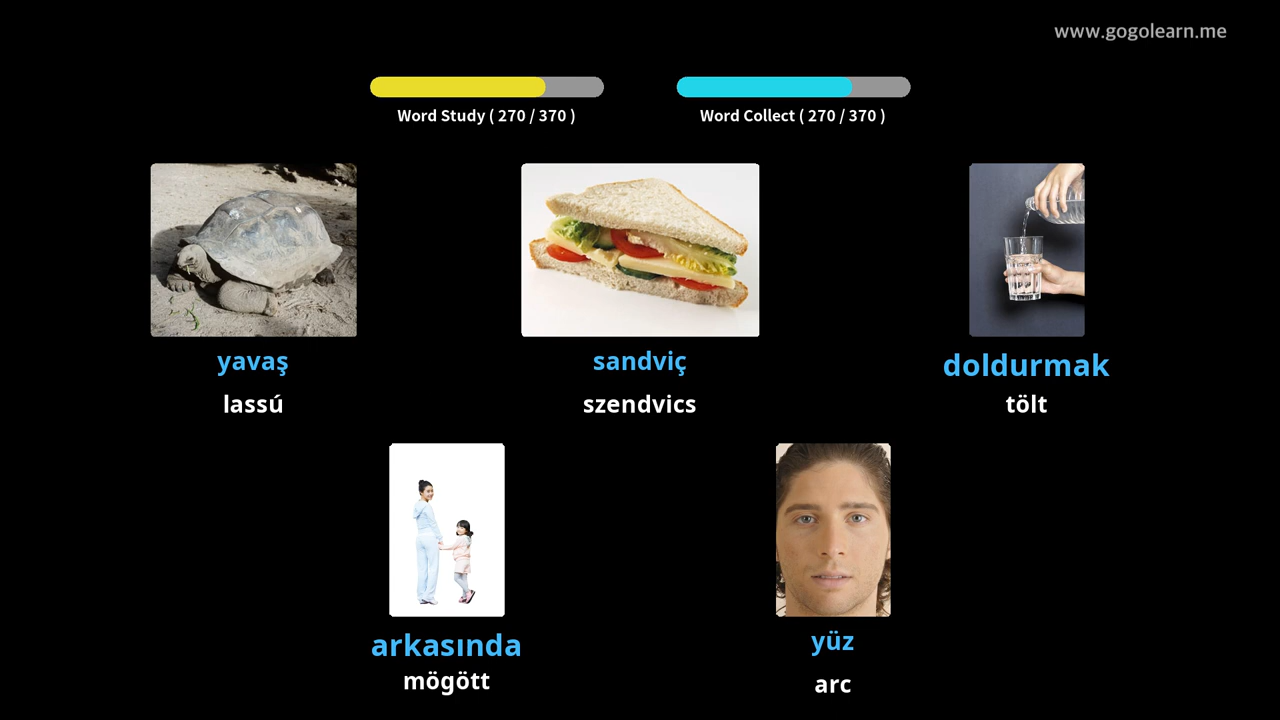 www.gogolearn.me
Word Study ( 270 / 370 )
Word Collect ( 270 / 370 )
yavaş
lassú
sandviç
szendvics
doldurmak
tölt
arkasında
mögött
yüz
arc